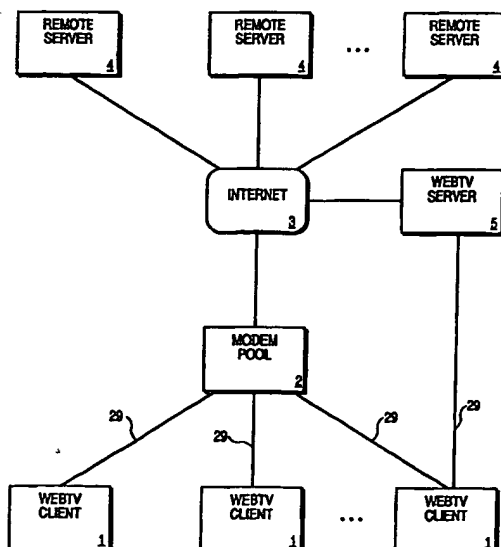 REMOTE
SERVER
4
REMOTE
SERVER
4
...
REMOTE
SERVER
4
INTERNET
3
WEBTV
SERVER
5
MODEM
POOL
2
29
29
29
29
WEBTV
CLIENT
1
WEBTV
CLIENT
1
...
WEBTV
CLIENT
1